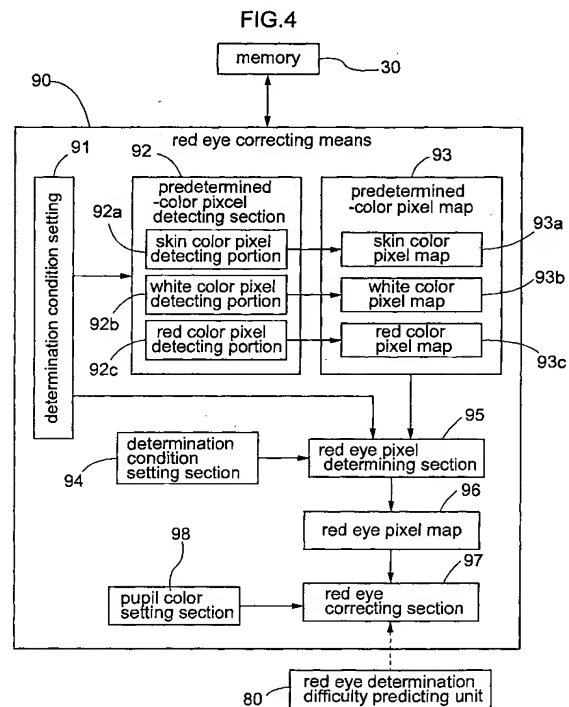 FIG.4
memory
30
90
red eye correcting means
91
determination condition setting
92
predetermined
-color pixcel
detecting section
92a
skin color pixel
detecting portion
92b
white color pixel
detecting portion
92c
red color pixel
detecting portion
93
predetermined
-color pixel map
skin color
pixel map
93a
white color
pixel map
93b
red color
pixel map
93c
determination
condition
setting section
94
95
red eye pixel
determining section
96
red eye pixel map
98
pupil color
setting section
97
red eye
correcting section
80
red eye determination
difficulty predicting unit